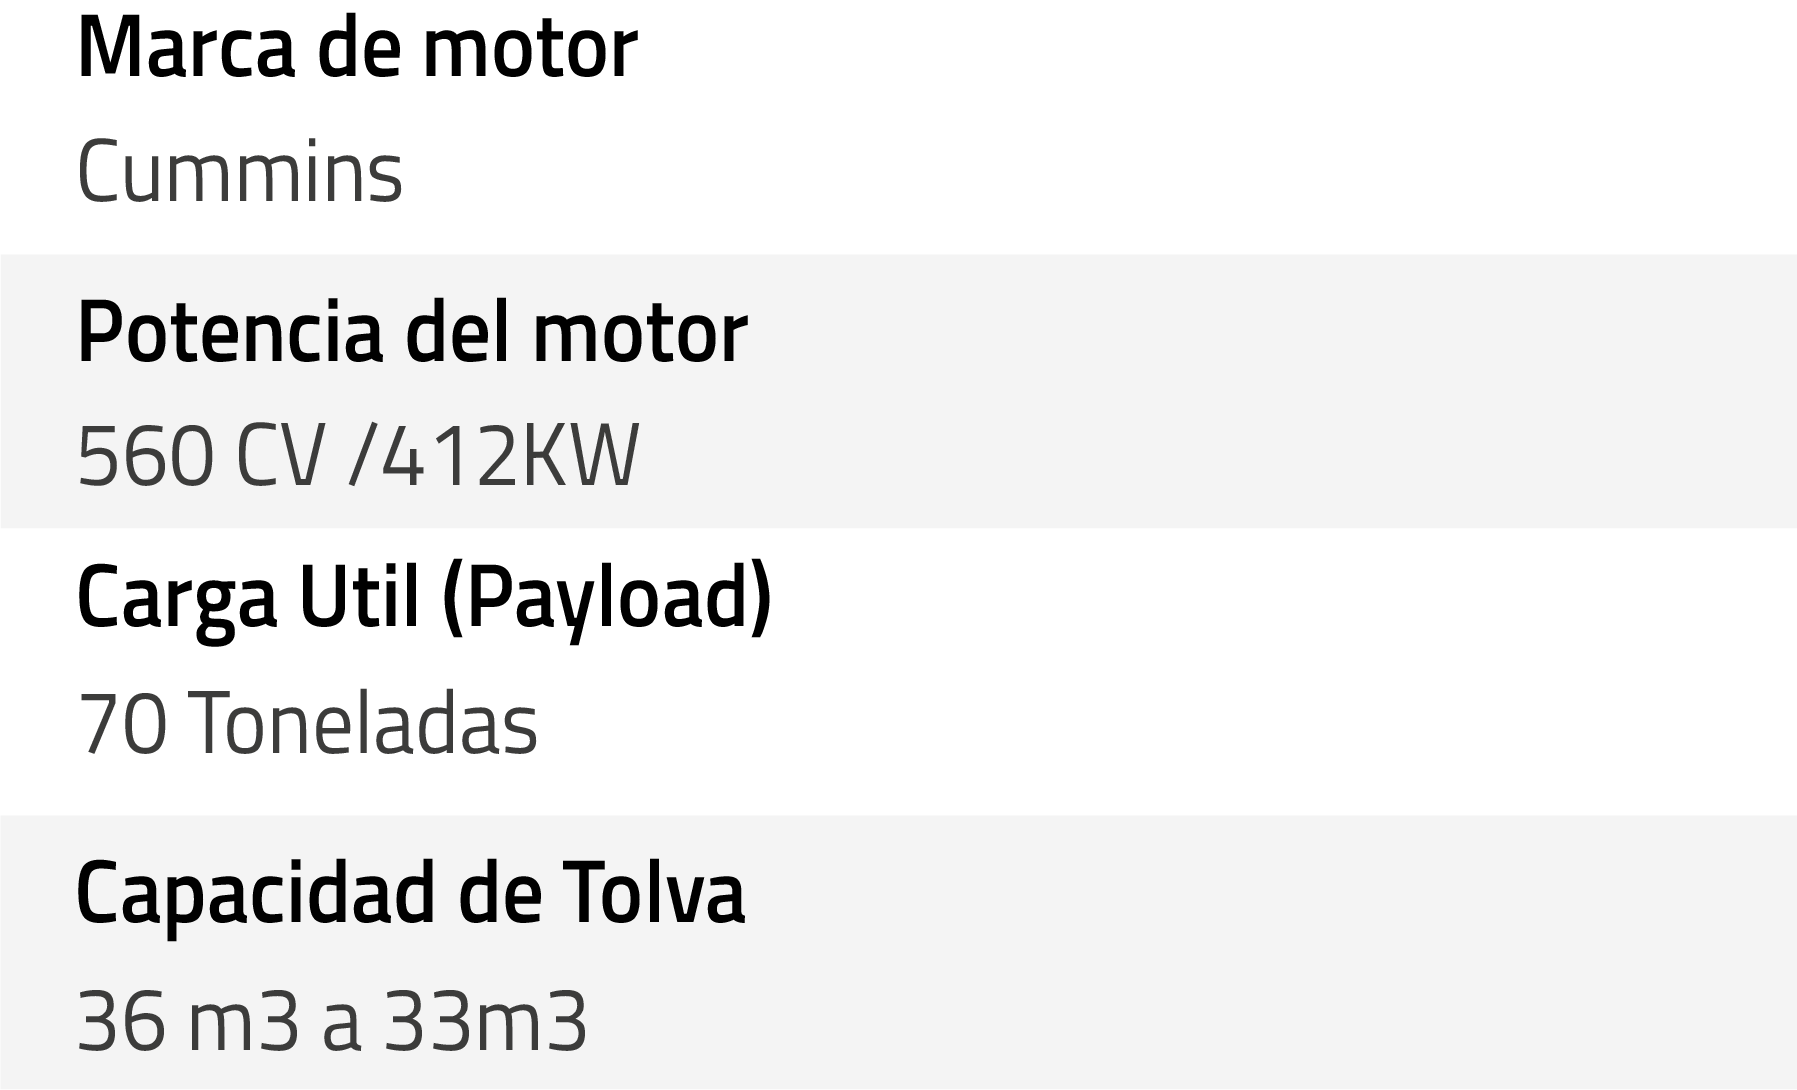 Marca de motor
Cummins
Potencia del motor
560 CV /412KW
Carga Util (Payload)
70 Toneladas
Capacidad de Tolva
36 m3 a 33m3